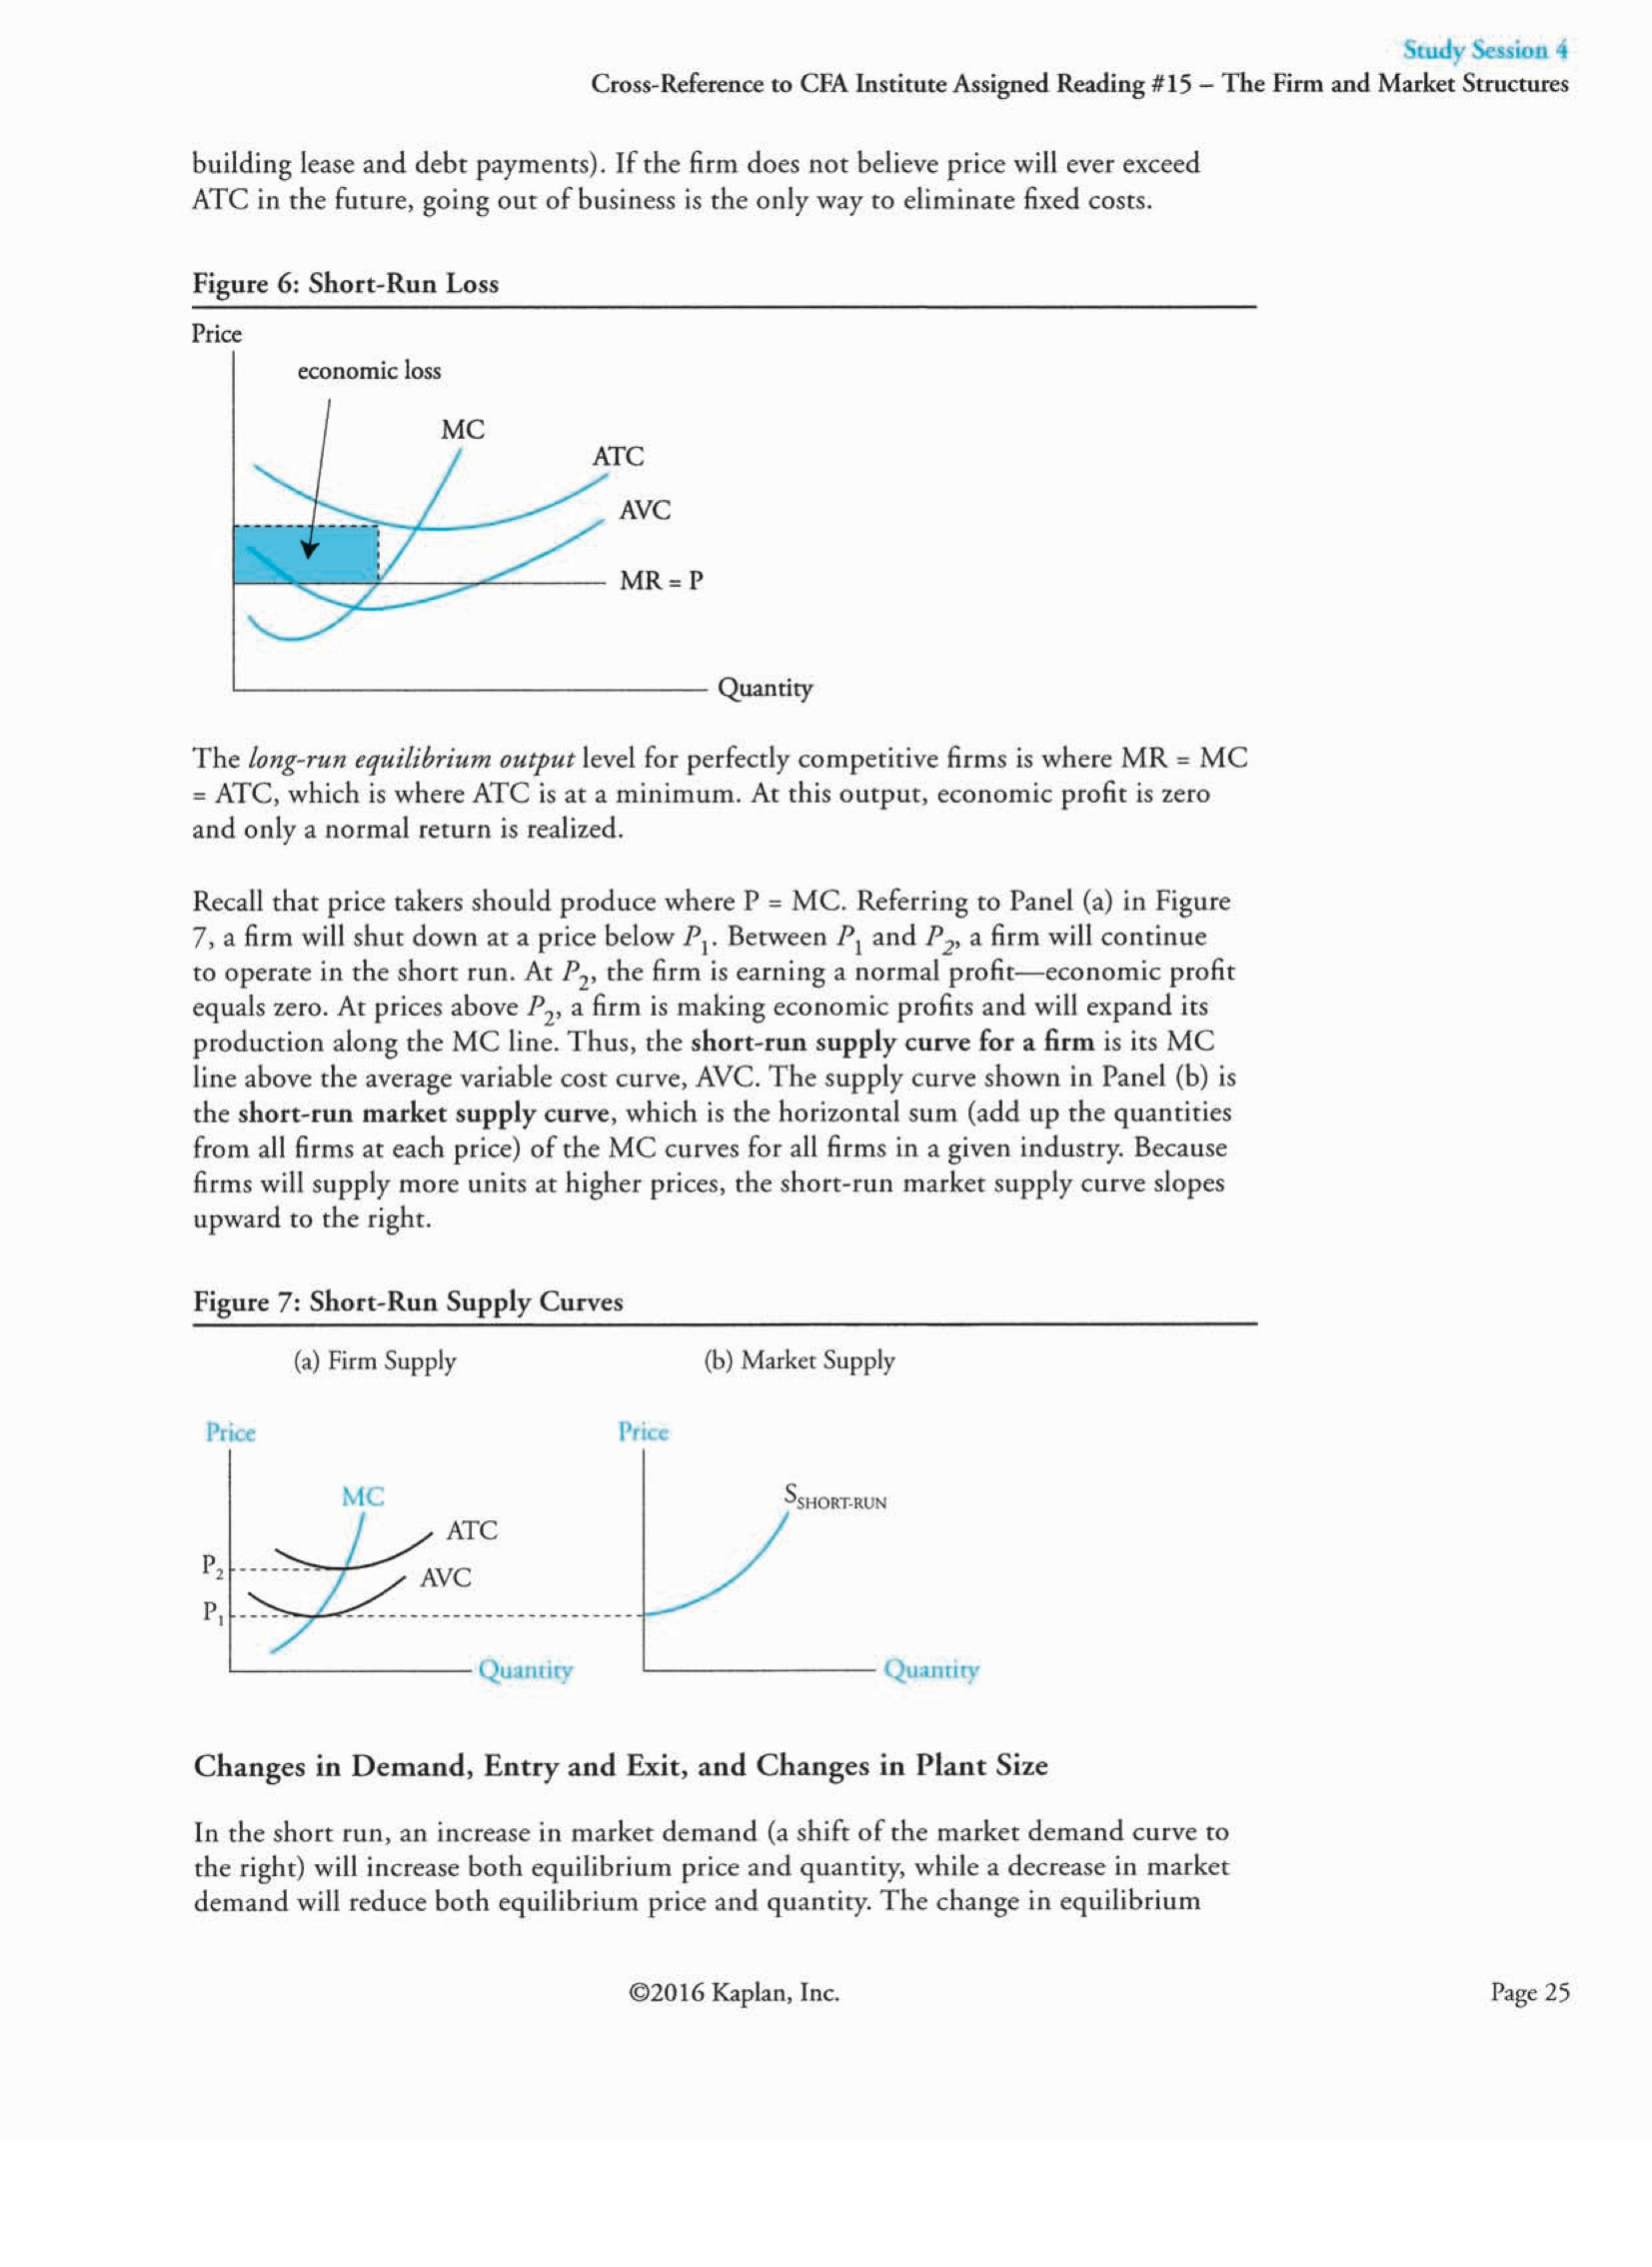 Study Session 4
Cross-Reference to CFA Institute Assigned Reading #15 – The Firm and Market Structures
building lease and debt payments). If the firm does not believe price will ever exceed
ATC in the future, going out of business is the only way to eliminate fixed costs.
Figure 6: Short-Run Loss
Price
economic loss
MC
ATC
AVC
MR = P
Quantity
The long-run equilibrium output level for perfectly competitive firms is where MR = MC
= ATC, which is where ATC is at a minimum. At this output, economic profit is zero
and only a normal return is realized.
Recall that price takers should produce where P = MC. Referring to Panel (a) in Figure
7, a firm will shut down at a price below P₁. Between P₁ and P₂, a firm will continue
to operate in the short run. At P₂, the firm is earning a normal profit—economic profit
equals zero. At prices above P₂, a firm is making economic profits and will expand its
production along the MC line. Thus, the short-run supply curve for a firm is its MC
line above the average variable cost curve, AVC. The supply curve shown in Panel (b) is
the short-run market supply curve, which is the horizontal sum (add up the quantities
from all firms at each price) of the MC curves for all firms in a given industry. Because
firms will supply more units at higher prices, the short-run market supply curve slopes
upward to the right.
Figure 7: Short-Run Supply Curves
(a) Firm Supply
(b) Market Supply
Price
Price
MC
S SHORT-RUN
ATC
P₂
AVC
P₁
Quantity
Quantity
Changes in Demand, Entry and Exit, and Changes in Plant Size
In the short run, an increase in market demand (a shift of the market demand curve to
the right) will increase both equilibrium price and quantity, while a decrease in market
demand will reduce both equilibrium price and quantity. The change in equilibrium
©2016 Kaplan, Inc.
Page 25